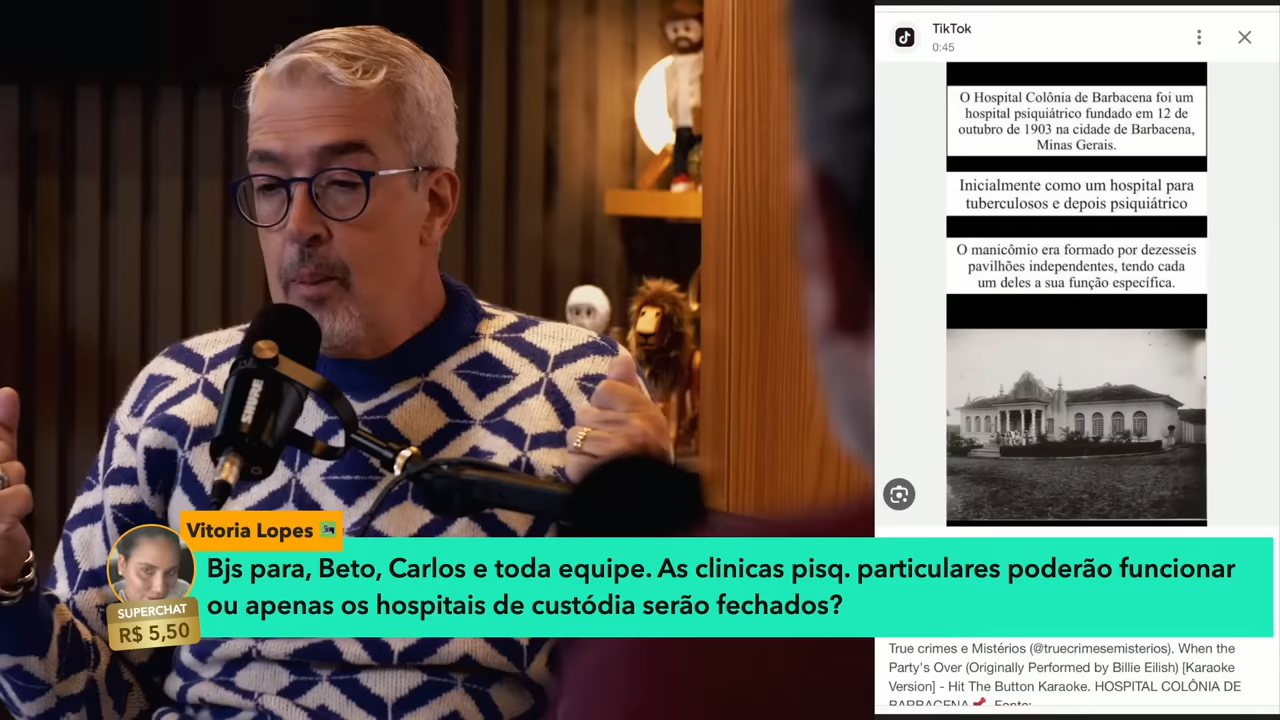 TikTok
0:45
O Hospital Colônia de Barbacena foi um
hospital psiquiátrico fundado em 12 de
outubro de 1903 na cidade de Barbacena,
Minas Gerais.
Inicialmente como um hospital para
tuberculosos e depois psiquiátrico
O manicômio era formado por dezesseis
pavilhões independentes, tendo cada
um deles a sua função específica.
SHURE
Vitoria Lopes
Bjs para, Beto, Carlos e toda equipe. As clinicas pisq. particulares poderão funcionar
ou apenas os hospitais de custódia serão fechados?
SUPERCHAT
R$ 5,50
True crimes e Mistérios (@truecrimesemisterios). When the
Party's Over (Originally Performed by Billie Eilish) [Karaoke
Version] - Hit The Button Karaoke. HOSPITAL COLÔNIA DE
BARBACENA Fonte: